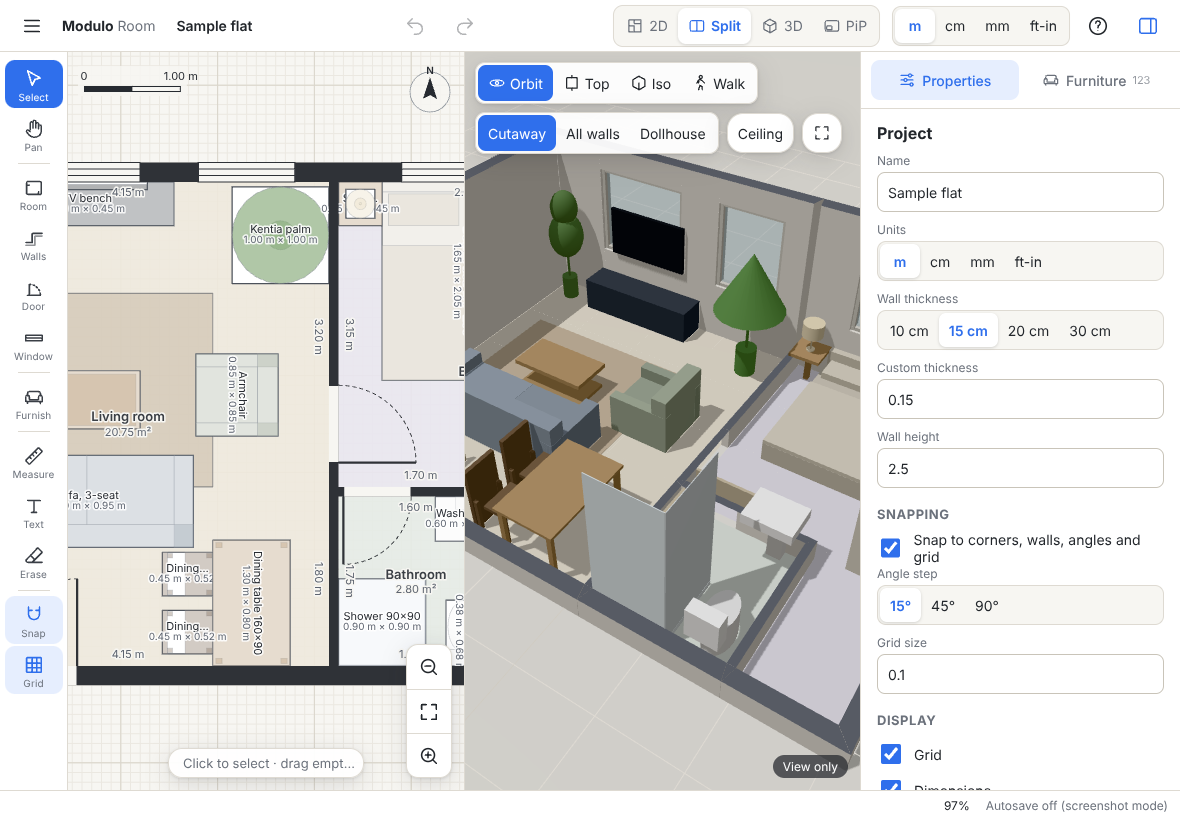 Modulo Room
Sample flat
2D
Split
3D
PiP
m
cm
mm
ft-in
Select
Pan
Room
Walls
Door
Window
Furnish
Measure
Text
Erase
Snap
Grid
0
1.00 m
N
V bench
m × 0.45 m
4.15 m
Kentia palm
1.00 m × 1.00 m
45 m
2.
1.65 m × 2.05 m
3.20 m
3.15 m
Armchair
0.85 m × 0.85 m
Living room
20.75 m²
1.70 m
fa, 3-seat
m × 0.95 m
1.60 m
Wash
0.60 m ×
Dining...
0.45 m × 0.52
Dining...
0.45 m × 0.52 m
Dining table 160×90
1.30 m × 0.80 m
1.80 m
1.75 m
Bathroom
2.80 m²
Shower 90×90
0.90 m × 0.90 m
0.38 m × 0.68 m
4.15 m
1.
Click to select · drag empt...
Orbit
Top
Iso
Walk
Cutaway
All walls
Dollhouse
Ceiling
View only
Properties
Furniture 123
Project
Name
Sample flat
Units
m
cm
mm
ft-in
Wall thickness
10 cm
15 cm
20 cm
30 cm
Custom thickness
0.15
Wall height
2.5
SNAPPING
Snap to corners, walls, angles and
grid
Angle step
15°
45°
90°
Grid size
0.1
DISPLAY
Grid
Dimensions
97%
Autosave off (screenshot mode)